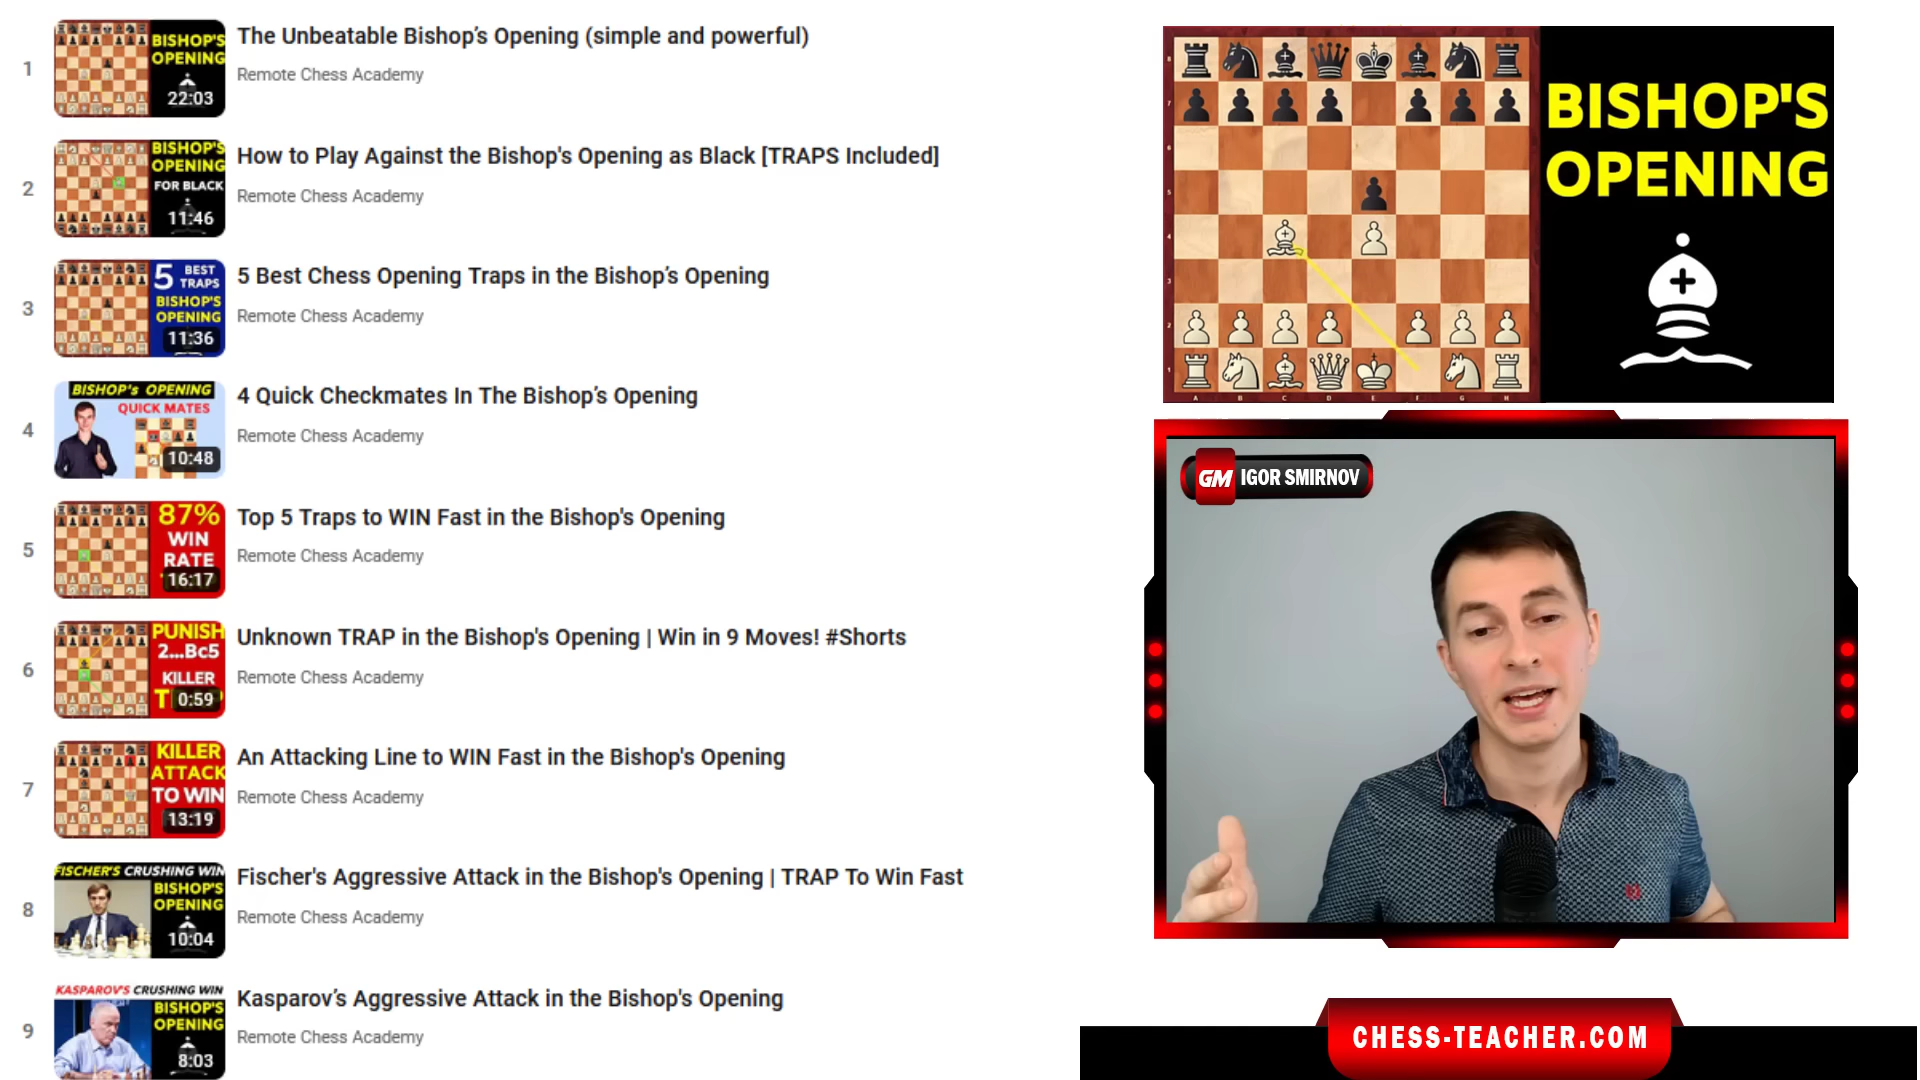 1
BISHOP'S
OPENING
22:03
The Unbeatable Bishop's Opening (simple and powerful)
Remote Chess Academy
2
BISHOP'S
OPENING
FOR BLACK
11:46
How to Play Against the Bishop's Opening as Black [TRAPS Included]
Remote Chess Academy
3
5 BEST
TRAPS
BISHOP'S
OPENING
11:36
5 Best Chess Opening Traps in the Bishop's Opening
Remote Chess Academy
4
BISHOP's OPENING
QUICK MATES
10:48
4 Quick Checkmates In The Bishop's Opening
Remote Chess Academy
5
87%
WIN
RATE
16:17
Top 5 Traps to WIN Fast in the Bishop's Opening
Remote Chess Academy
6
PUNISH
2...Bc5
KILLER
0:59
Unknown TRAP in the Bishop's Opening | Win in 9 Moves! #Shorts
Remote Chess Academy
7
KILLER
ATTACK
TO WIN
13:19
An Attacking Line to WIN Fast in the Bishop's Opening
Remote Chess Academy
8
FISCHER'S CRUSHING WIN
BISHOP'S
OPENING
10:04
Fischer's Aggressive Attack in the Bishop's Opening | TRAP To Win Fast
Remote Chess Academy
9
KASPAROV'S CRUSHING WIN
BISHOP'S
OPENING
8:03
Kasparov's Aggressive Attack in the Bishop's Opening
Remote Chess Academy
8
7
6
5
4
3
2
1
A B C D E F G H
BISHOP'S
OPENING
GM IGOR SMIRNOV
CHESS-TEACHER.COM